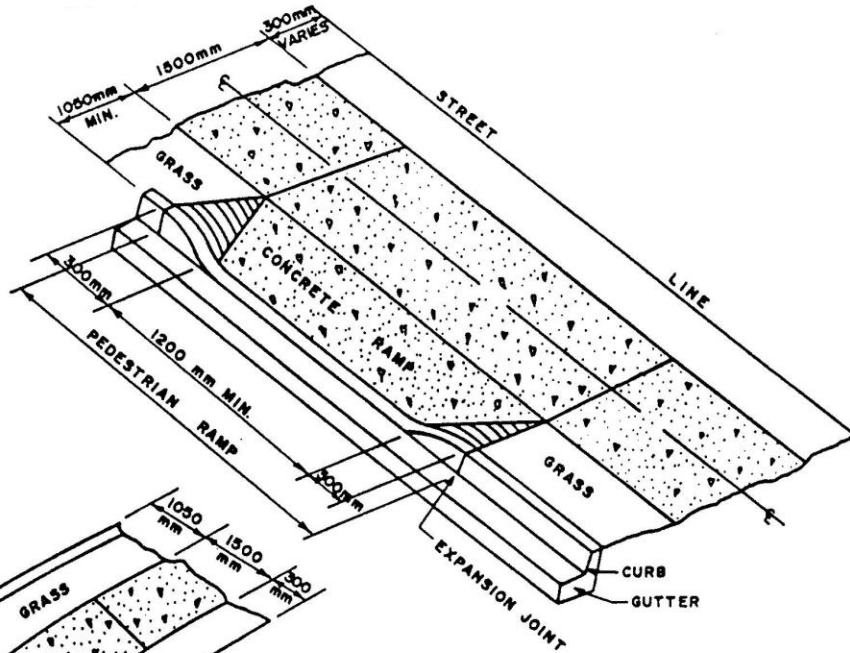 300mm
VARIES
1500mm
1050mm
MIN.
℄
STREET
LINE
GRASS
CONCRETE
RAMP
300mm
1200 mm MIN.
PEDESTRIAN
RAMP
300mm
GRASS
℄
EXPANSION JOINT
CURB
GUTTER
1050
mm
1500
mm
300
mm
GRASS